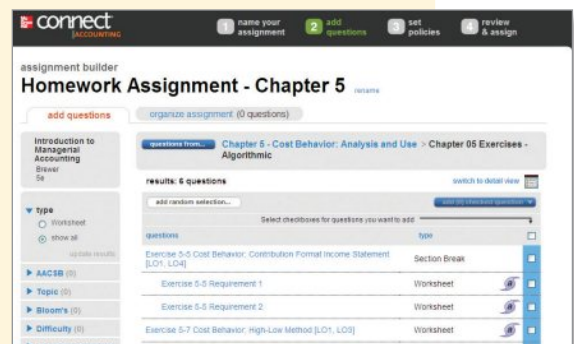 connect
ACCOUNTING
1 name your assignment
2 add questions
3 set policies
4 review & assign
assignment builder
Homework Assignment - Chapter 5 rename
add questions
organize assignment (0 questions)
Introduction to
Managerial
Accounting
Brewer
5e
questions from...
Chapter 5 - Cost Behavior: Analysis and Use > Chapter 05 Exercises -
Algorithmic
results: 6 questions
switch to detail view
type
Worksheet
show all
update results
AACSB (0)
Topic (0)
Bloom's (0)
Difficulty (0)
add random selection...
add (0) checked question
Select checkboxes for questions you want to add
questions
type
Exercise 5-5 Cost Behavior: Contribution Format Income Statement
[LO1, LO4]
Section Break
Exercise 5-5 Requirement 1
Worksheet
a
Exercise 5-5 Requirement 2
Worksheet
a
Exercise 5-7 Cost Behavior: High-Low Method [LO1, LO3]
Worksheet
a